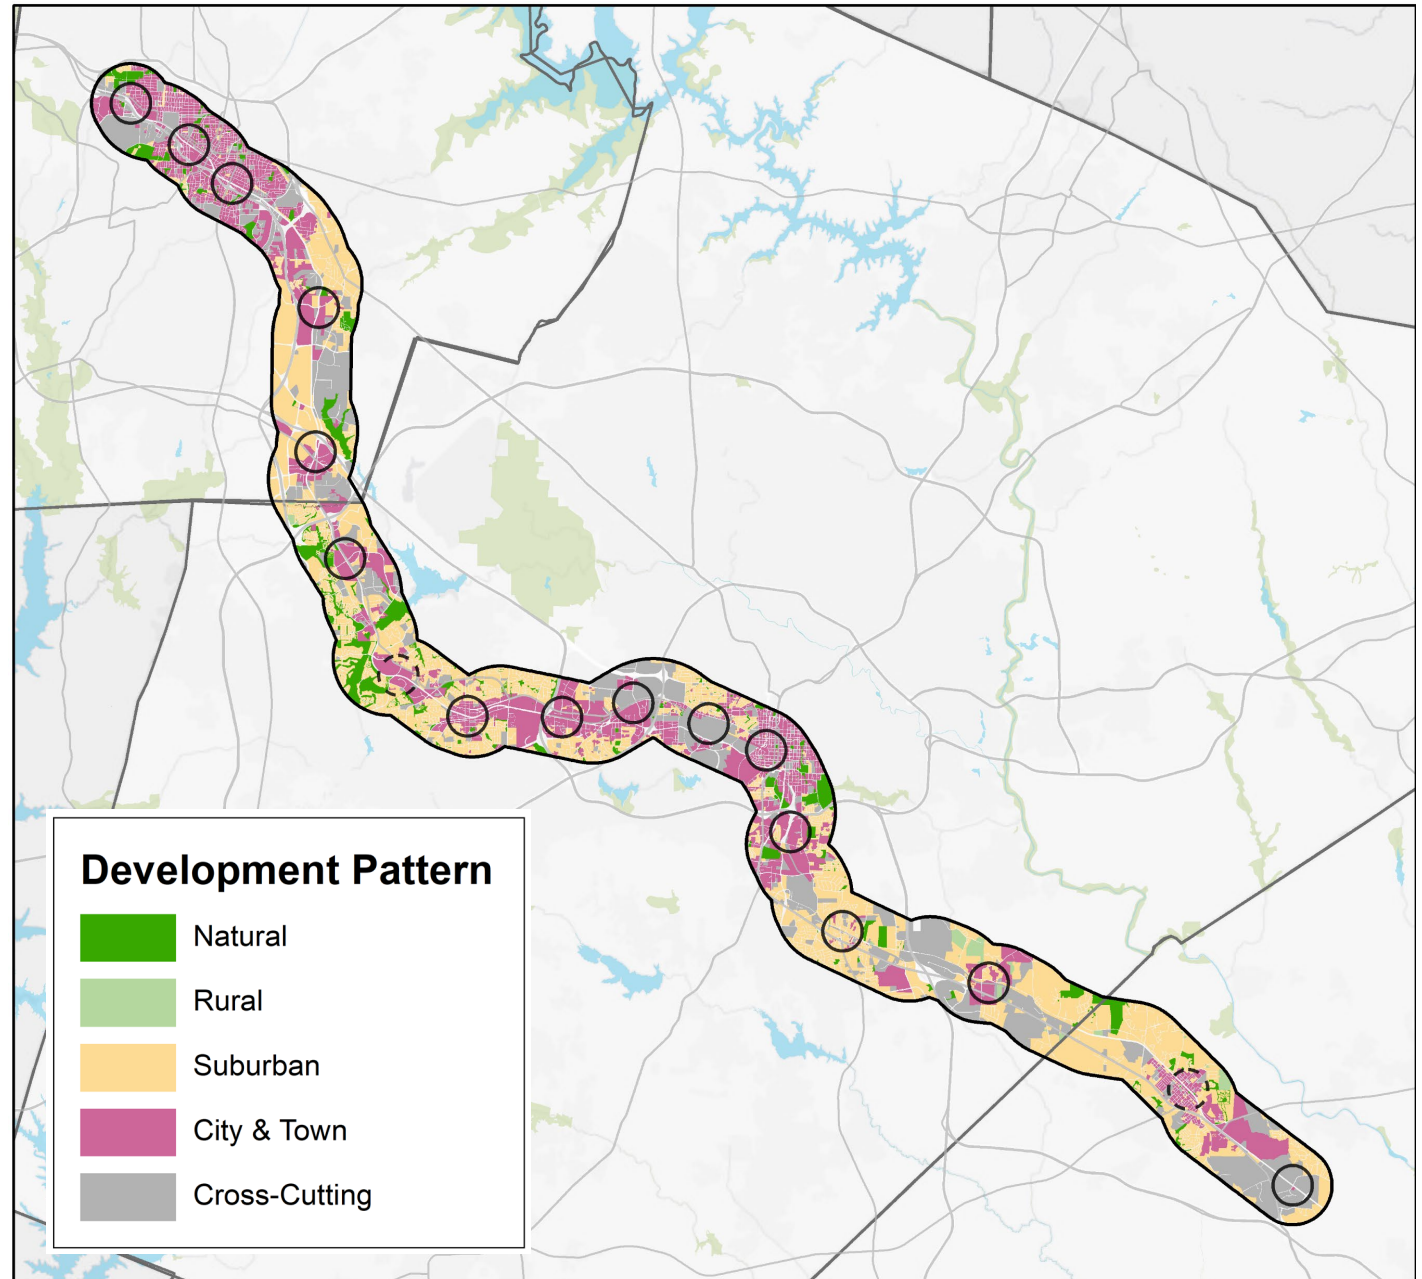 Development Pattern
Natural
Rural
Suburban
City & Town
Cross-Cutting